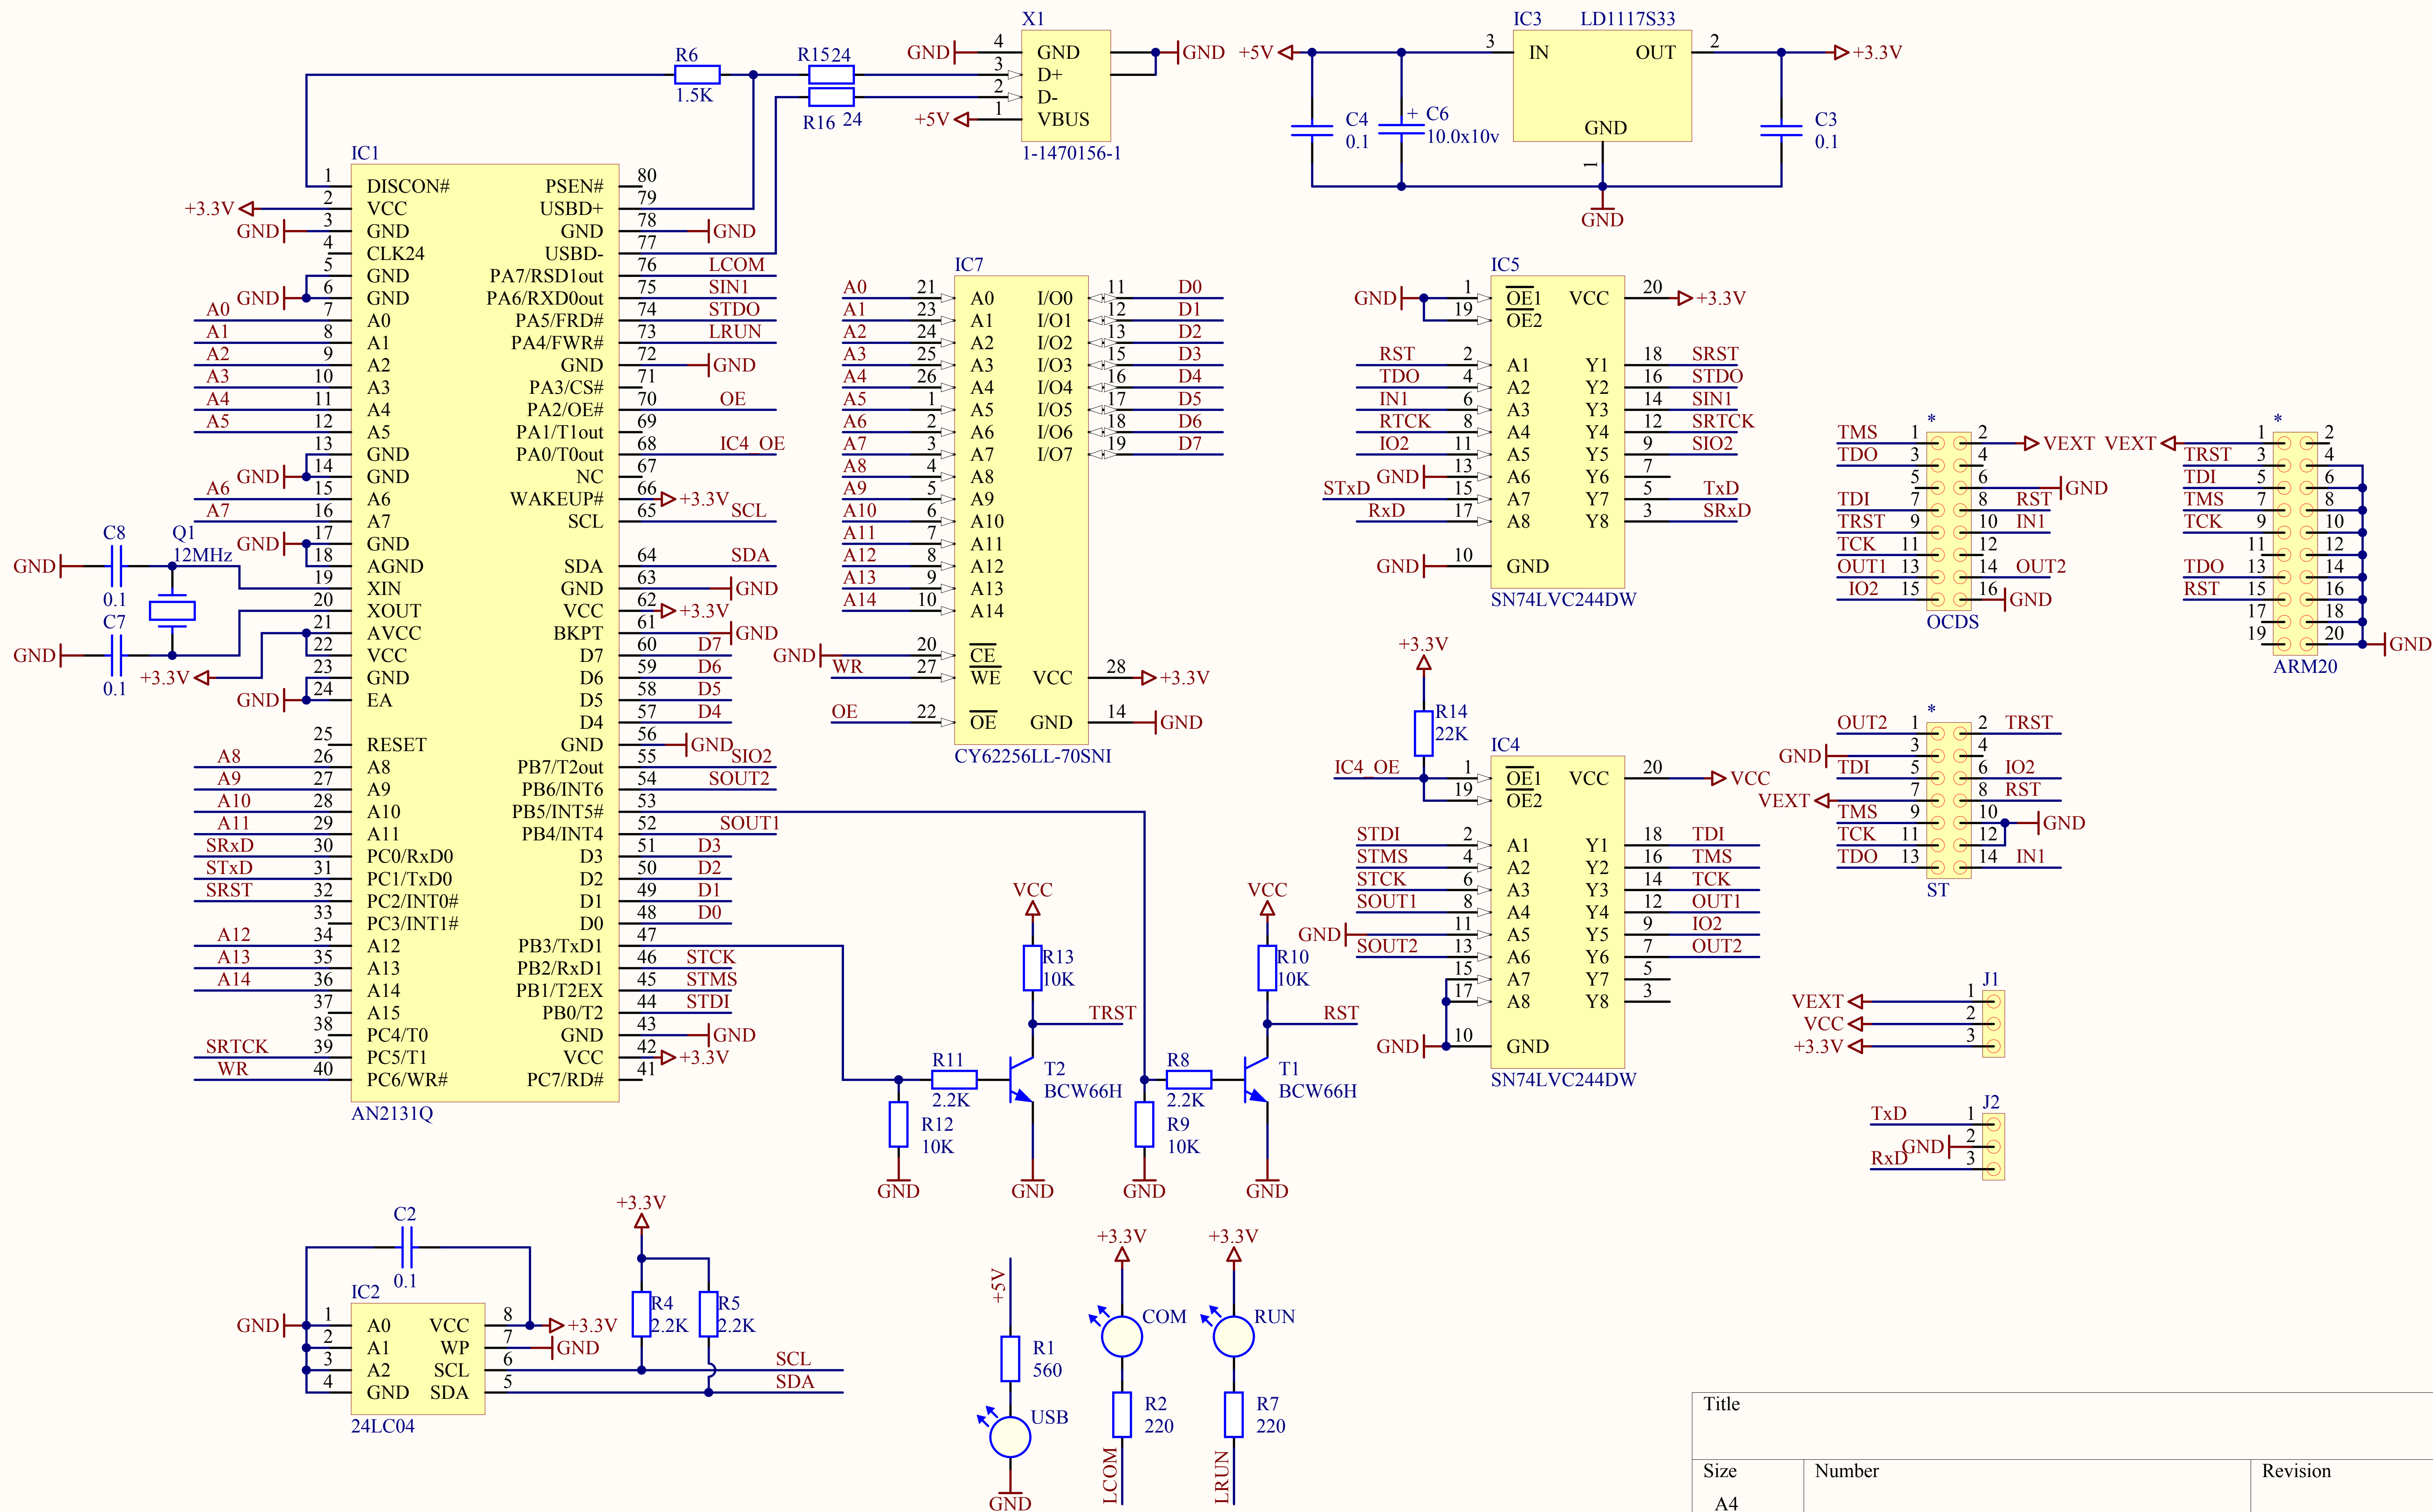 X1
GND 4 GND GND
3 D+
2 D-
+5V 1 VBUS
1-1470156-1
R6
1.5K
R15 24
R16 24
IC3 LD1117S33
+5V 3 IN OUT 2 +3.3V
GND
1
GND
C4
0.1
+ C6
10.0x10v
C3
0.1
IC1
1 DISCON# PSEN# 80
+3.3V 2 VCC USBD+ 79
GND 3 GND GND 78 GND
4 CLK24 USBD- 77
5 GND PA7/RSD1out 76 LCOM
GND 6 GND PA6/RXD0out 75 SIN1
A0 7 A0 PA5/FRD# 74 STDO
A1 8 A1 PA4/FWR# 73 LRUN
A2 9 A2 GND 72 GND
A3 10 A3 PA3/CS# 71
A4 11 A4 PA2/OE# 70 OE
A5 12 A5 PA1/T1out 69
13 GND PA0/T0out 68 IC4_OE
GND 14 GND NC 67
A6 15 A6 WAKEUP# 66 +3.3V
A7 16 A7 SCL 65 SCL
GND 17 GND
18 AGND SDA 64 SDA
19 XIN GND 63 GND
20 XOUT VCC 62 +3.3V
21 AVCC BKPT 61 GND
22 VCC D7 60 D7
+3.3V 23 GND D6 59 D6
GND 24 EA D5 58 D5
D4 57 D4
25 RESET GND 56 GND
A8 26 A8 PB7/T2out 55 SIO2
A9 27 A9 PB6/INT6 54 SOUT2
A10 28 A10 PB5/INT5# 53
A11 29 A11 PB4/INT4 52 SOUT1
SRxD 30 PC0/RxD0 D3 51 D3
STxD 31 PC1/TxD0 D2 50 D2
SRST 32 PC2/INT0# D1 49 D1
33 PC3/INT1# D0 48 D0
A12 34 A12 PB3/TxD1 47
A13 35 A13 PB2/RxD1 46 STCK
A14 36 A14 PB1/T2EX 45 STMS
37 A15 PB0/T2 44 STDI
38 PC4/T0 GND 43 GND
SRTCK 39 PC5/T1 VCC 42 +3.3V
WR 40 PC6/WR# PC7/RD# 41
AN2131Q
C8
GND
0.1
Q1
12MHz
C7
GND
0.1
IC7
A0 21 A0 I/O0 11 D0
A1 23 A1 I/O1 12 D1
A2 24 A2 I/O2 13 D2
A3 25 A3 I/O3 15 D3
A4 26 A4 I/O4 16 D4
A5 1 A5 I/O5 17 D5
A6 2 A6 I/O6 18 D6
A7 3 A7 I/O7 19 D7
A8 4 A8
A9 5 A9
A10 6 A10
A11 7 A11
A12 8 A12
A13 9 A13
A14 10 A14
GND 20 CE
WR 27 WE VCC 28 +3.3V
OE 22 OE GND 14 GND
CY62256LL-70SNI
IC5
GND 1 OE1 VCC 20 +3.3V
19 OE2
RST 2 A1 Y1 18 SRST
TDO 4 A2 Y2 16 STDO
IN1 6 A3 Y3 14 SIN1
RTCK 8 A4 Y4 12 SRTCK
IO2 11 A5 Y5 9 SIO2
GND 13 A6 Y6 7
STxD 15 A7 Y7 5 TxD
RxD 17 A8 Y8 3 SRxD
GND 10 GND
SN74LVC244DW
+3.3V
R14
22K
IC4
IC4_OE 1 OE1 VCC 20 VCC
19 OE2
STDI 2 A1 Y1 18 TDI
STMS 4 A2 Y2 16 TMS
STCK 6 A3 Y3 14 TCK
SOUT1 8 A4 Y4 12 OUT1
GND 11 A5 Y5 9 IO2
SOUT2 13 A6 Y6 7 OUT2
15 A7 Y7 5
17 A8 Y8 3
GND 10 GND
SN74LVC244DW
*
TMS 1 2 VEXT
TDO 3 4
5 6 GND
TDI 7 8 RST
TRST 9 10 IN1
TCK 11 12
OUT1 13 14 OUT2
IO2 15 16 GND
OCDS
*
VEXT 1 2
TRST 3 4
TDI 5 6
TMS 7 8
TCK 9 10
11 12
TDO 13 14
RST 15 16
17 18
19 20 GND
ARM20
*
OUT2 1 2 TRST
GND 3 4
TDI 5 6 IO2
VEXT 7 8 RST
TMS 9 10 GND
TCK 11 12
TDO 13 14 IN1
ST
J1
VEXT 1
VCC 2
+3.3V 3
J2
TxD 1
GND 2
RxD 3
VCC
R13
10K
TRST
R11
2.2K
T2
BCW66H
R12
10K
GND
GND
VCC
R10
10K
RST
R8
2.2K
T1
BCW66H
R9
10K
GND
GND
C2
0.1
IC2
GND 1 A0 VCC 8 +3.3V
2 A1 WP 7 GND
3 A2 SCL 6 SCL
4 GND SDA 5 SDA
24LC04
+3.3V
R4
2.2K
R5
2.2K
+5V
R1
560
USB
GND
+3.3V
COM
R2
220
LCOM
+3.3V
RUN
R7
220
LRUN
Title
Size Number Revision
A4